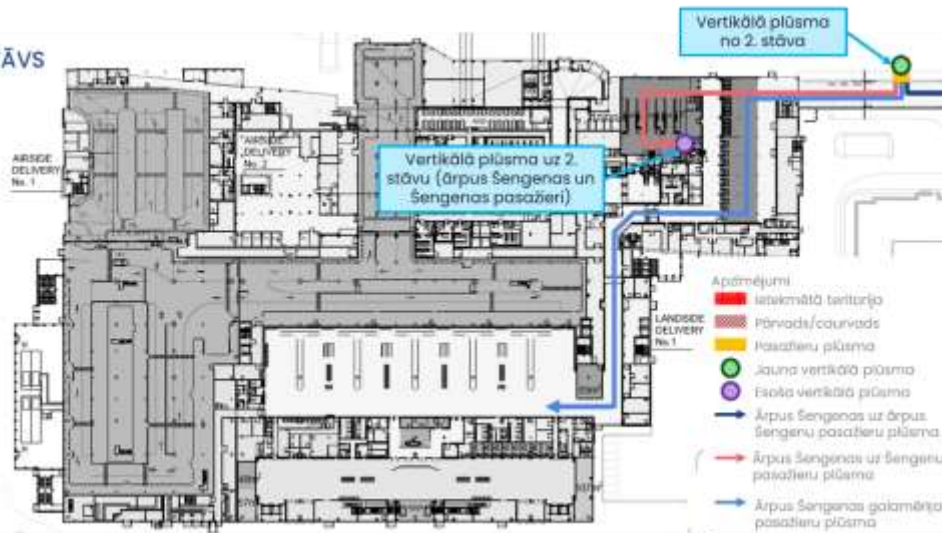 ĀVS
Vertikālā plūsma
no 2. stāva
AIRSIDE
DELIVERY
No. 1
AIRSIDE
DELIVERY
No. 2
Vertikālā plūsma uz 2.
stāvu (ārpus Šengenas un
Šengenas pasažieri)
LANDSIDE
DELIVERY
No. 1
Apzīmējumi
Ietekmētā teritorija
Pārvads/caurvads
Pasažieru plūsma
Jauna vertikālā plūsma
Esoša vertikālā plūsma
Ārpus Šengenas uz ārpus
Šengenu pasažieru plūsma
Ārpus Šengenas uz Šengenu
pasažieru plūsma
Ārpus Šengenas galamērķa
pasažieru plūsma